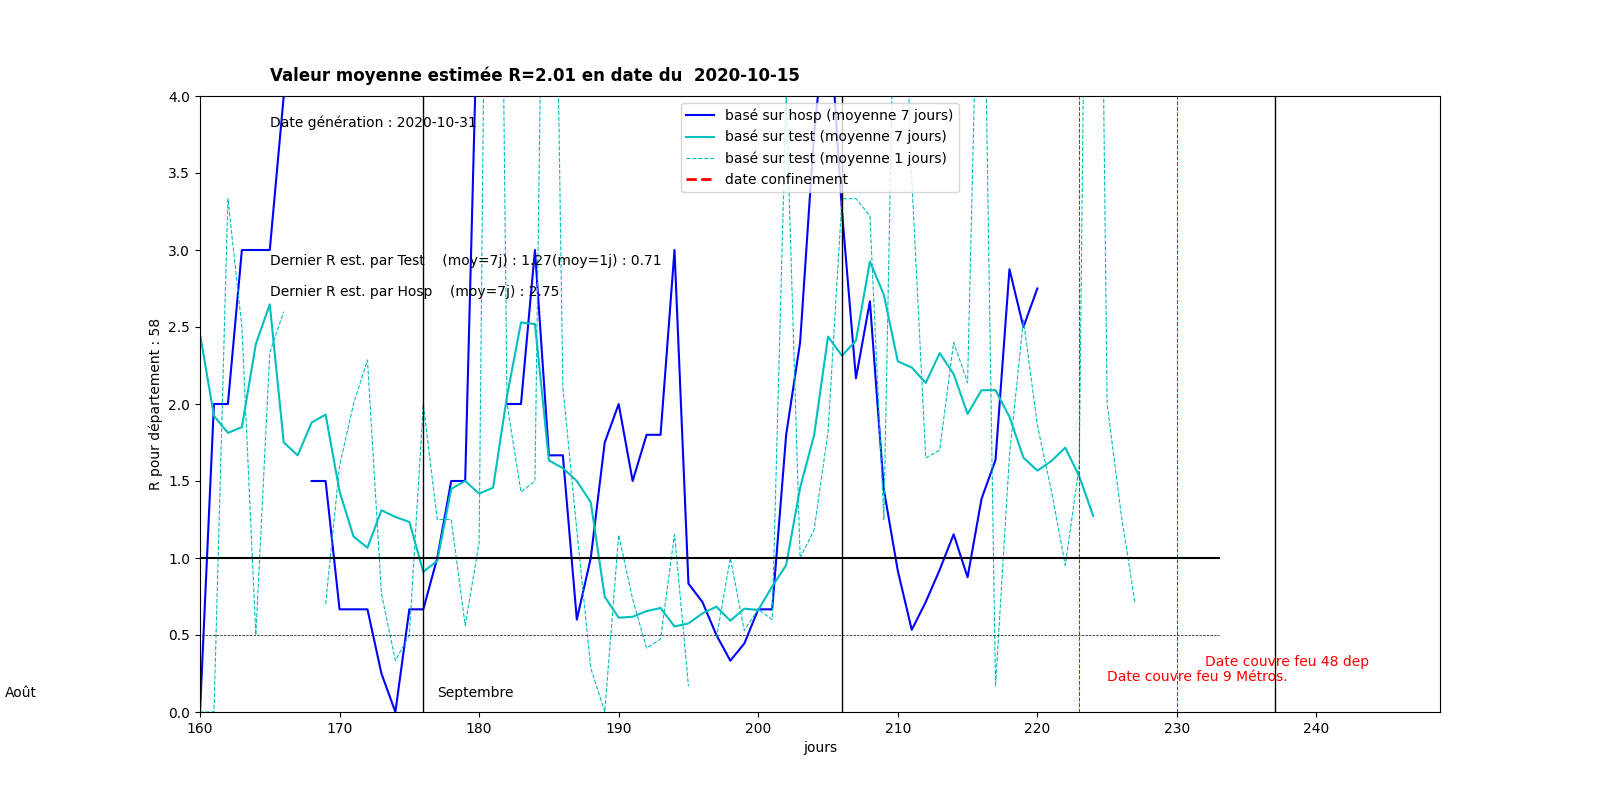 Valeur moyenne estimée R=2.01 en date du  2020-10-15
4.0
3.5
3.0
2.5
2.0
1.5
1.0
0.5
0.0
R pour département : 58
Date génération : 2020-10-31
basé sur hosp (moyenne 7 jours)
basé sur test (moyenne 7 jours)
basé sur test (moyenne 1 jours)
date confinement
Dernier R est. par Test    (moy=7j) : 1.27(moy=1j) : 0.71
Dernier R est. par Hosp    (moy=7j) : 2.75
Date couvre feu 48 dep
Date couvre feu 9 Métros.
Août
Septembre
160 170 180 190 200 210 220 230 240
jours